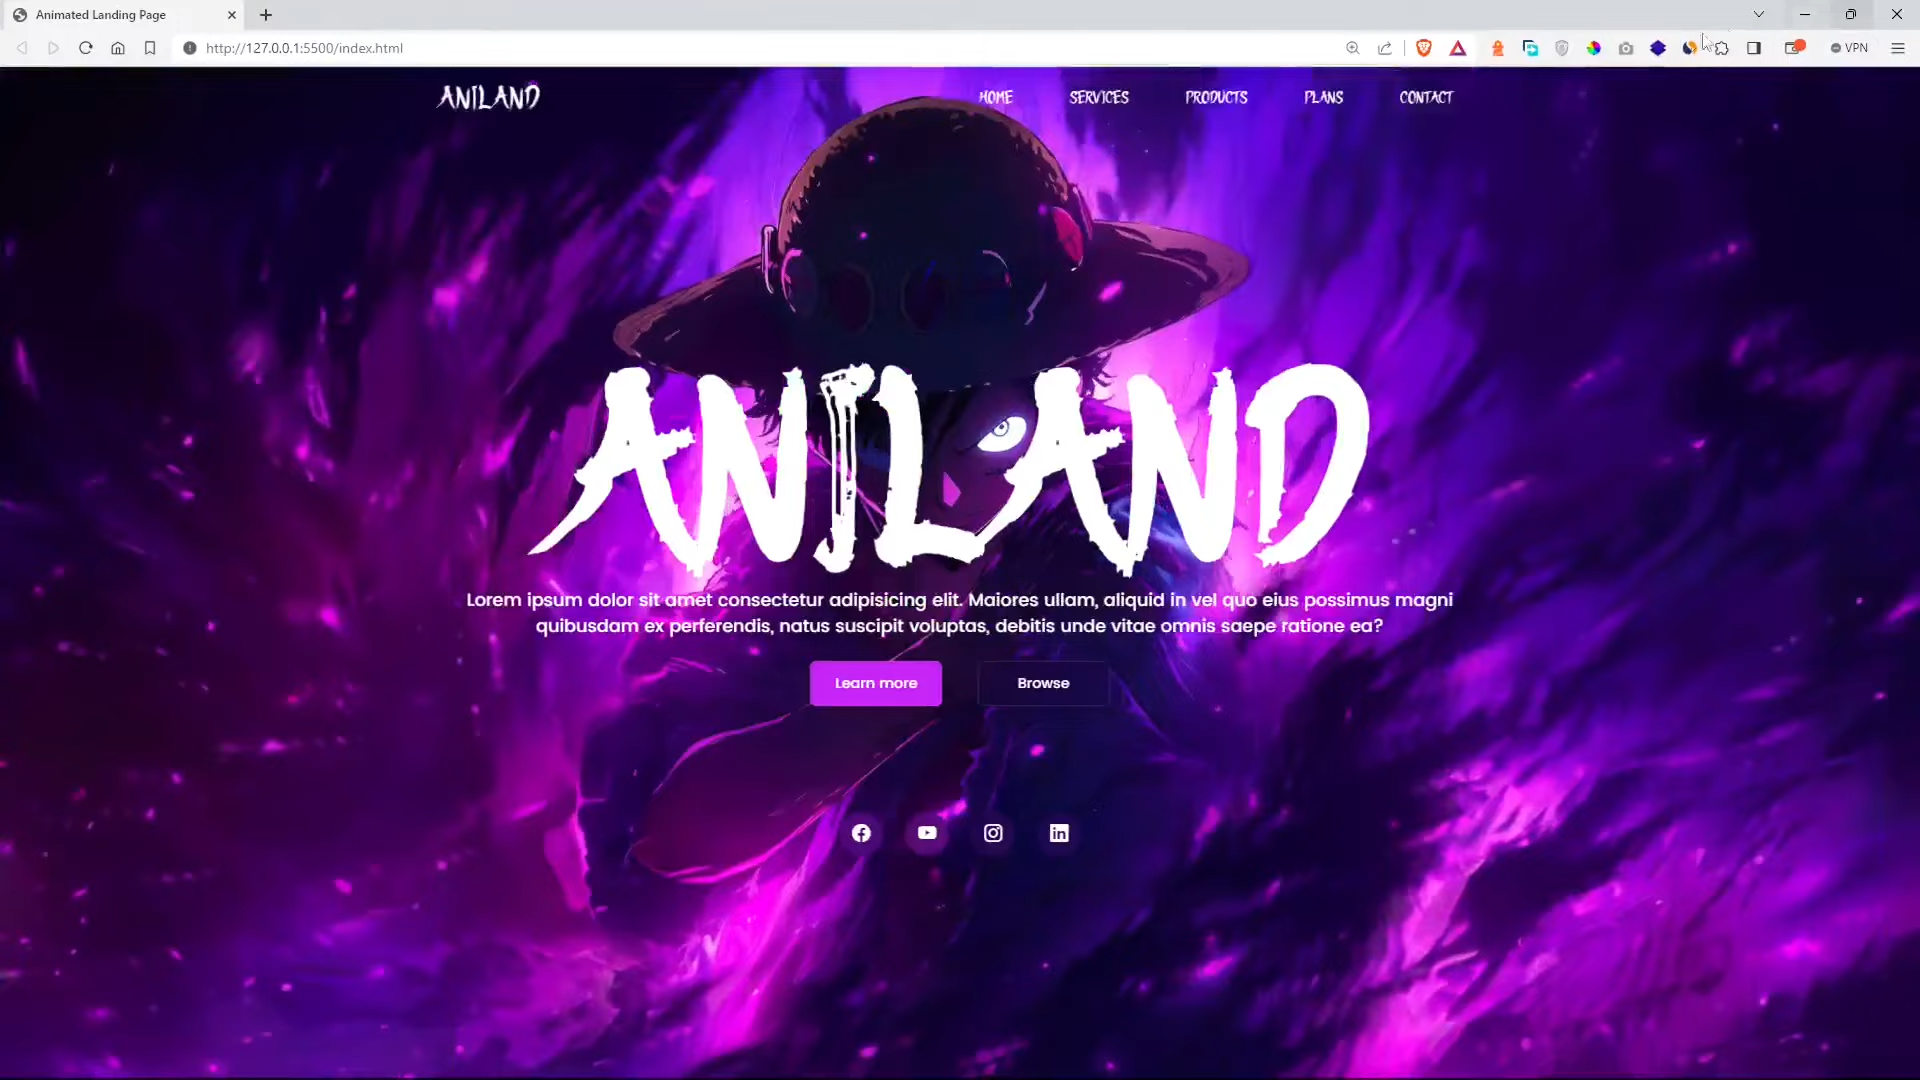 Animated Landing Page
http://127.0.0.1:5500/index.html
VPN
ANILAND
HOME SERVICES PRODUCTS PLANS CONTACT
ANILAND
Lorem ipsum dolor sit amet consectetur adipisicing elit. Maiores ullam, aliquid in vel quo eius possimus magni
quibusdam ex perferendis, natus suscipit voluptas, debitis unde vitae omnis saepe ratione ea?
Learn more Browse